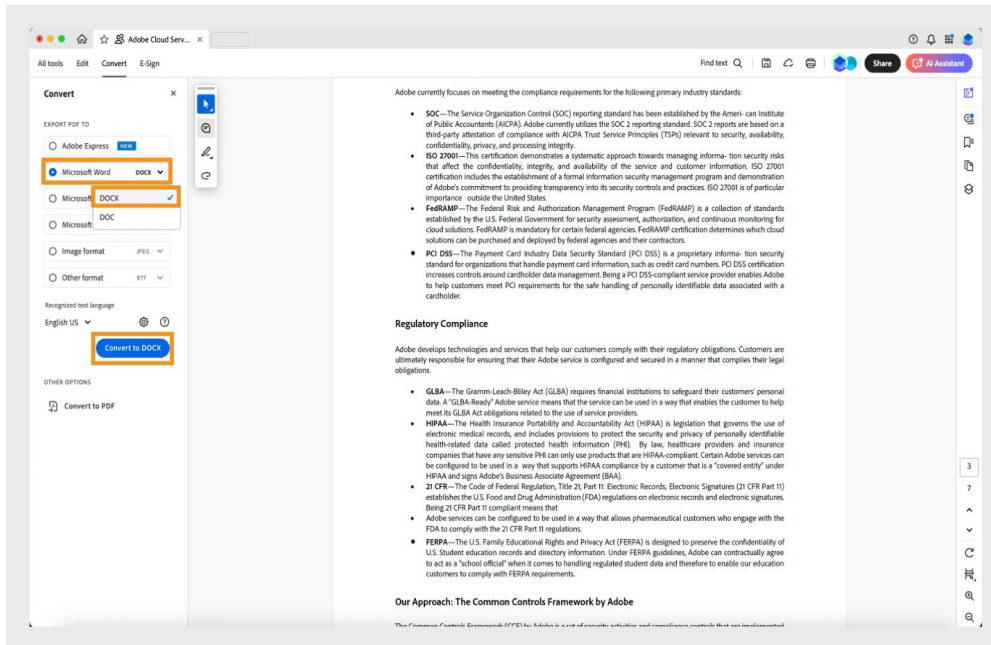 Adobe Cloud Serv... ×
All tools Edit Convert E-Sign
Find text
Share
AI Assistant
Convert ×
EXPORT PDF TO
Adobe Express NEW
Microsoft Word DOCX
Microsoft
DOCX
DOC
Microsoft
Image format JPEG
Other format RTF
Recognized text language
English US
Convert to DOCX
OTHER OPTIONS
Convert to PDF
Adobe currently focuses on meeting the compliance requirements for the following primary industry standards:
• SOC—The Service Organization Control (SOC) reporting standard has been established by the Ameri- can Institute
of Public Accountants (AICPA). Adobe currently utilizes the SOC 2 reporting standard. SOC 2 reports are based on a
third-party attestation of compliance with AICPA Trust Service Principles (TSPs) relevant to security, availability,
confidentiality, privacy, and processing integrity.
• ISO 27001—This certification demonstrates a systematic approach towards managing informa- tion security risks
that affect the confidentiality, integrity, and availability of the service and customer information. ISO 27001
certification includes the establishment of a formal information security management program and demonstration
of Adobe's commitment to providing transparency into its security controls and practices. ISO 27001 is of particular
importance outside the United States.
• FedRAMP—The Federal Risk and Authorization Management Program (FedRAMP) is a collection of standards
established by the U.S. Federal Government for security assessment, authorization, and continuous monitoring for
cloud solutions. FedRAMP is mandatory for certain federal agencies. FedRAMP certification determines which cloud
solutions can be purchased and deployed by federal agencies and their contractors.
• PCI DSS—The Payment Card Industry Data Security Standard (PCI DSS) is a proprietary informa- tion security
standard for organizations that handle payment card information, such as credit card numbers. PCI DSS certification
increases controls around cardholder data management. Being a PCI DSS-compliant service provider enables Adobe
to help customers meet PCI requirements for the safe handling of personally identifiable data associated with a
cardholder.
Regulatory Compliance
Adobe develops technologies and services that help our customers comply with their regulatory obligations. Customers are
ultimately responsible for ensuring that their Adobe service is configured and secured in a manner that complies their legal
obligations.
• GLBA—The Gramm-Leach-Bliley Act (GLBA) requires financial institutions to safeguard their customers' personal
data. A "GLBA-Ready" Adobe service means that the service can be used in a way that enables the customer to help
meet its GLBA Act obligations related to the use of service providers.
• HIPAA—The Health Insurance Portability and Accountability Act (HIPAA) is legislation that governs the use of
electronic medical records, and includes provisions to protect the security and privacy of personally identifiable
health-related data called protected health information (PHI). By law, healthcare providers and insurance
companies that have any sensitive PHI can only use products that are HIPAA-compliant. Certain Adobe services can
be configured to be used in a way that supports HIPAA compliance by a customer that is a "covered entity" under
HIPAA and signs Adobe's Business Associate Agreement (BAA).
• 21 CFR—The Code of Federal Regulation, Title 21, Part 11: Electronic Records; Electronic Signatures (21 CFR Part 11)
establishes the U.S. Food and Drug Administration (FDA) regulations on electronic records and electronic signatures.
Being 21 CFR Part 11 compliant means that
• Adobe services can be configured to be used in a way that allows pharmaceutical customers who engage with the
FDA to comply with the 21 CFR Part 11 regulations.
• FERPA—The U.S. Family Educational Rights and Privacy Act (FERPA) is designed to preserve the confidentiality of
U.S. Student education records and directory information. Under FERPA guidelines, Adobe can contractually agree
to act as a "school official" when it comes to handling regulated student data and therefore to enable our education
customers to comply with FERPA requirements.
Our Approach: The Common Controls Framework by Adobe
The Common Controls Framework (CCF) by Adobe is a set of security activities and compliance controls that are implemented
3
7